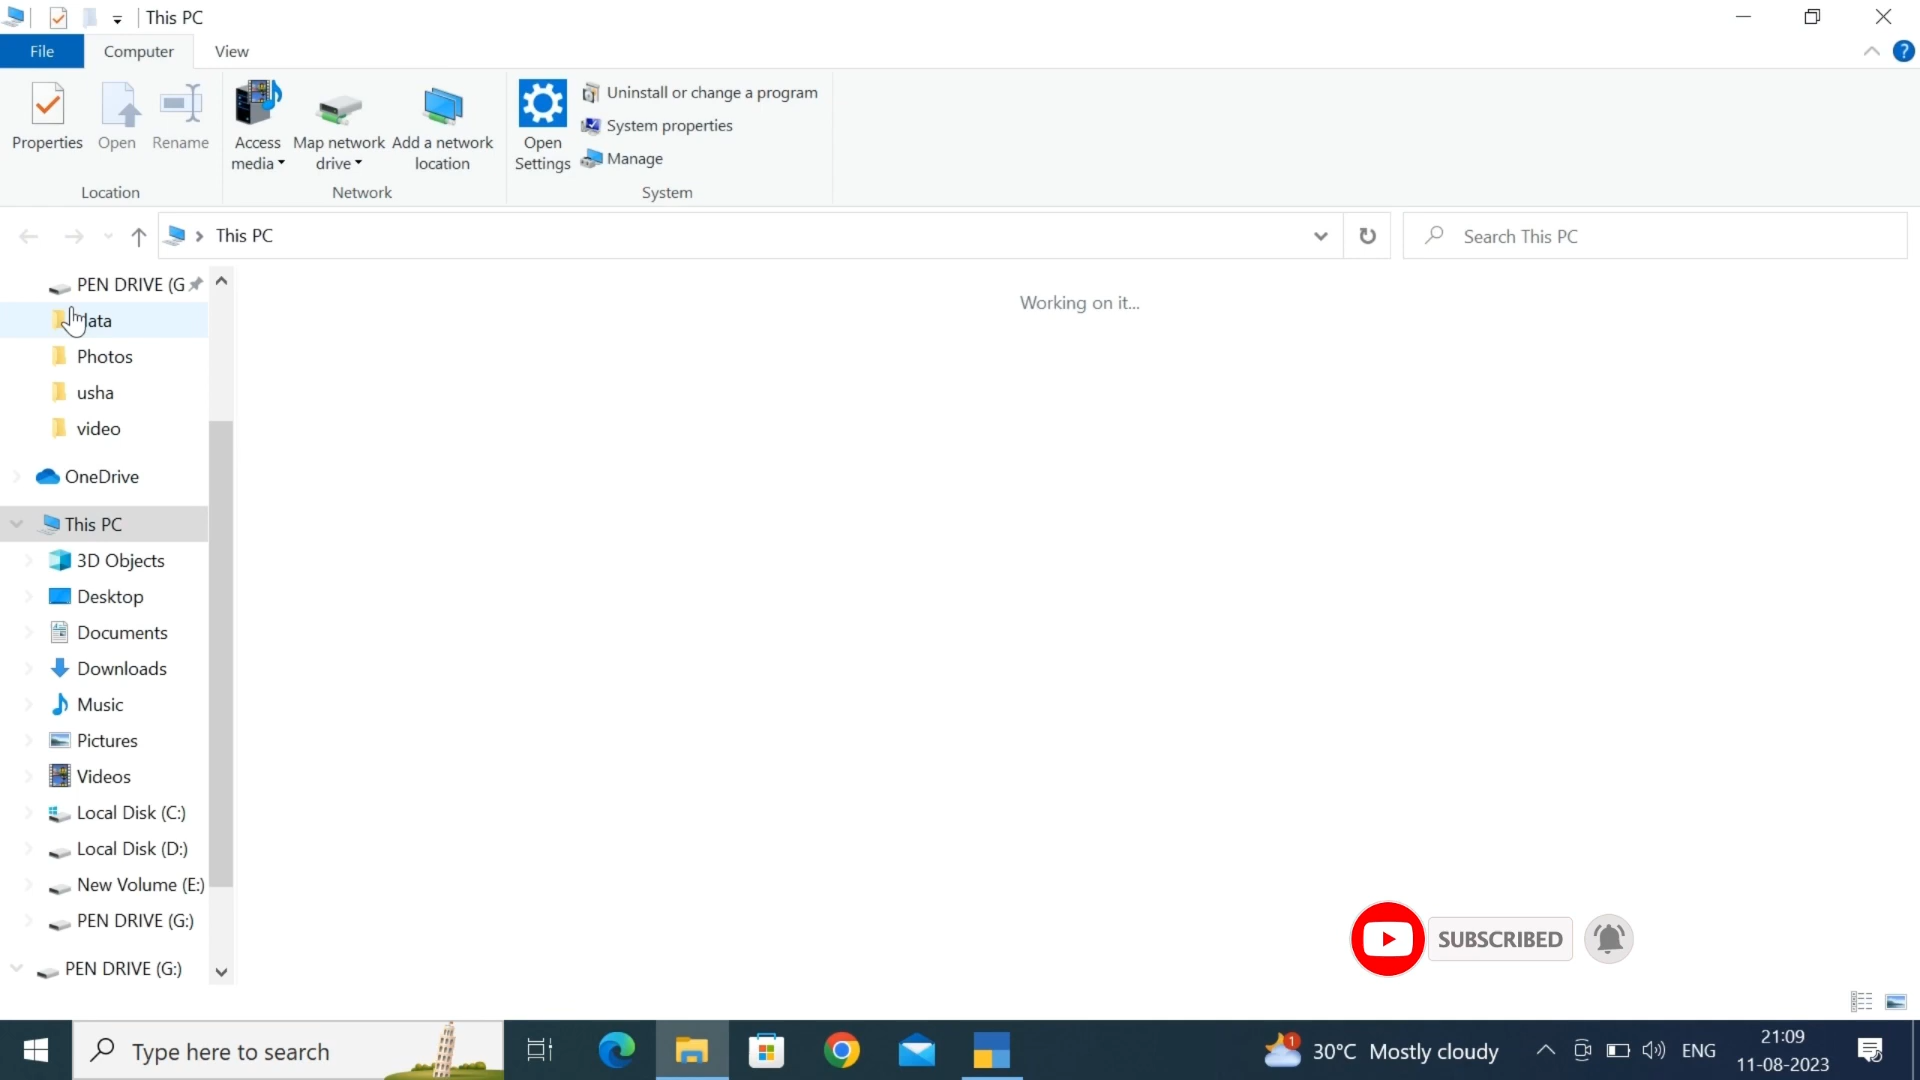 This PC
File
Computer
View
Properties
Open
Rename
Access
media
Map network
drive
Add a network
location
Open
Settings
Uninstall or change a program
System properties
Manage
Location
Network
System
This PC
Search This PC
PEN DRIVE (G
Working on it...
Photos
usha
video
OneDrive
This PC
3D Objects
Desktop
Documents
Downloads
Music
Pictures
Videos
Local Disk (C:)
Local Disk (D:)
New Volume (E:)
PEN DRIVE (G:)
PEN DRIVE (G:)
SUBSCRIBED
Type here to search
1
30°C Mostly cloudy
ENG
21:09
11-08-2023